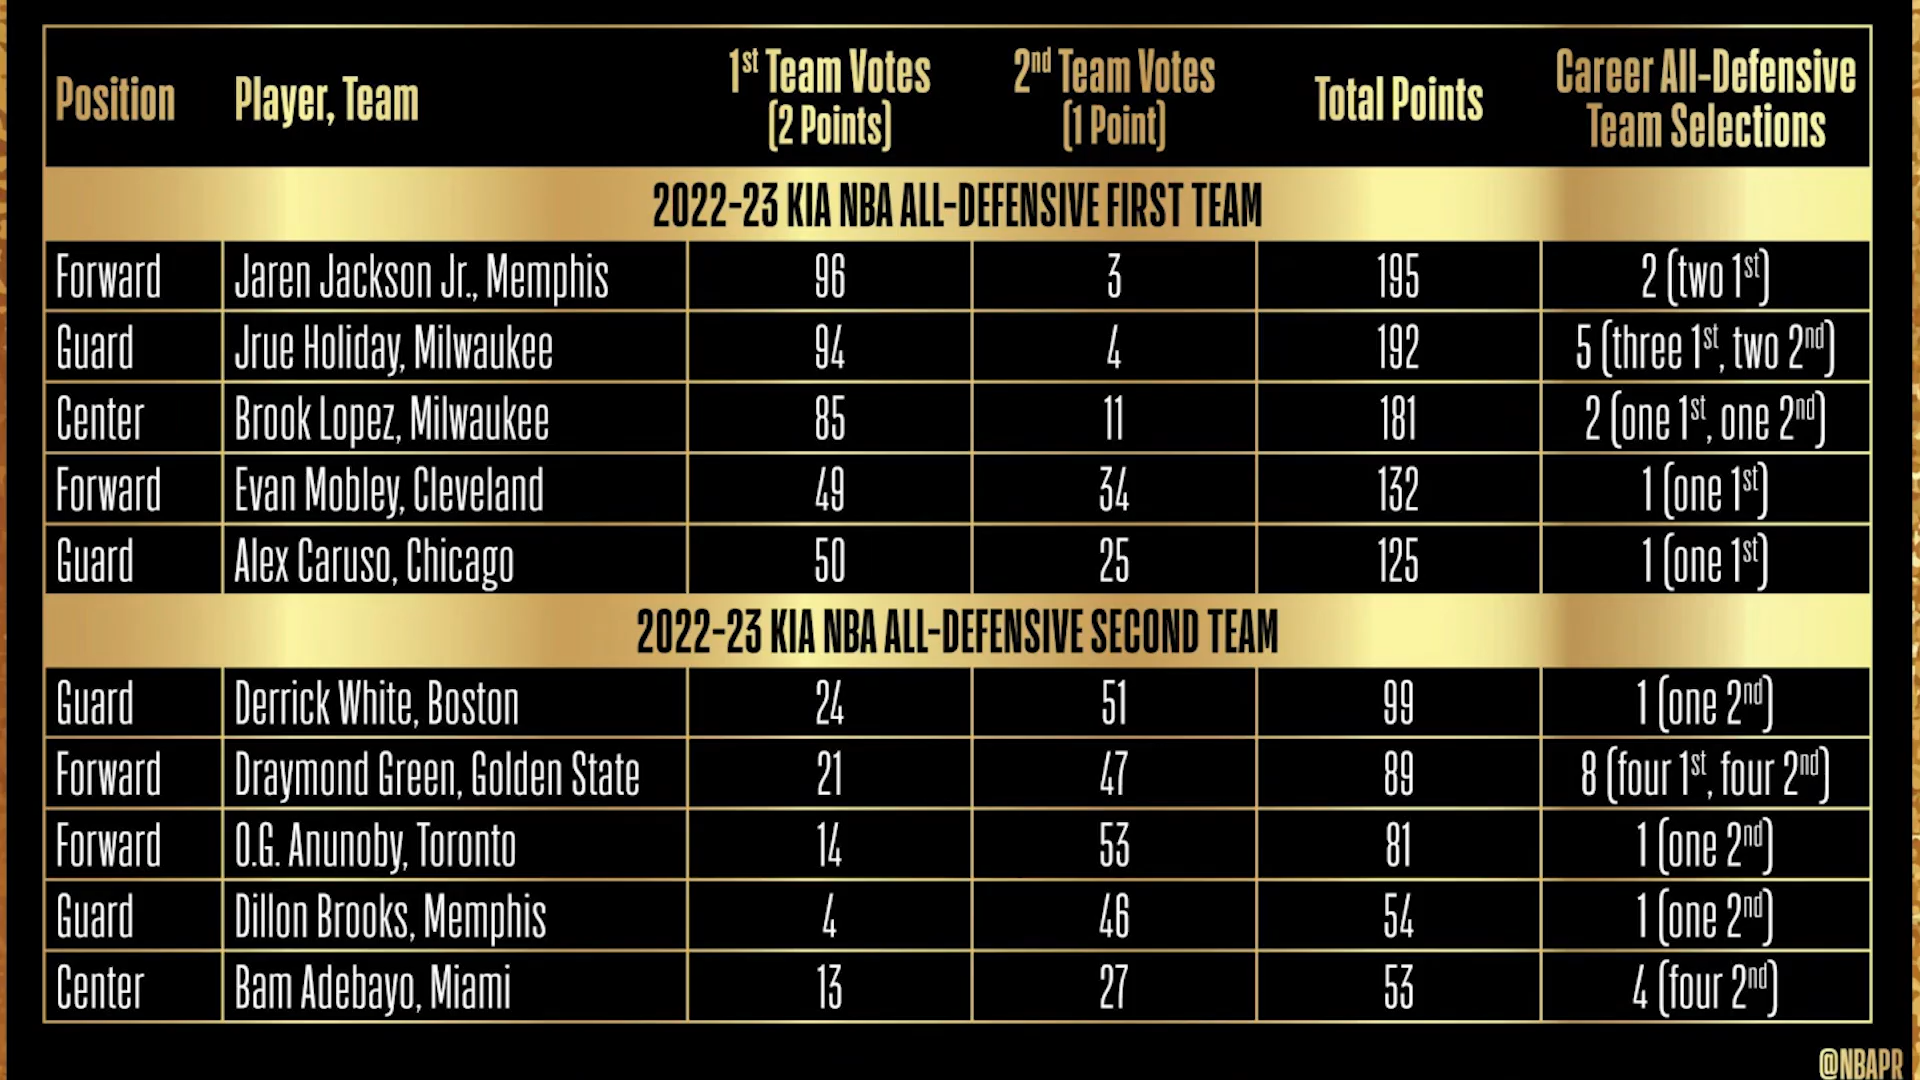 Position Player, Team 1st Team Votes (2 Points) 2nd Team Votes (1 Point) Total Points Career All-Defensive Team Selections
2022-23 KIA NBA ALL-DEFENSIVE FIRST TEAM
Forward Jaren Jackson Jr., Memphis 96 3 195 2 (two 1st)
Guard Jrue Holiday, Milwaukee 94 4 192 5 (three 1st, two 2nd)
Center Brook Lopez, Milwaukee 85 11 181 2 (one 1st, one 2nd)
Forward Evan Mobley, Cleveland 49 34 132 1 (one 1st)
Guard Alex Caruso, Chicago 50 25 125 1 (one 1st)
2022-23 KIA NBA ALL-DEFENSIVE SECOND TEAM
Guard Derrick White, Boston 24 51 99 1 (one 2nd)
Forward Draymond Green, Golden State 21 47 89 8 (four 1st, four 2nd)
Forward O.G. Anunoby, Toronto 14 53 81 1 (one 2nd)
Guard Dillon Brooks, Memphis 4 46 54 1 (one 2nd)
Center Bam Adebayo, Miami 13 27 53 4 (four 2nd)
@NBAPR